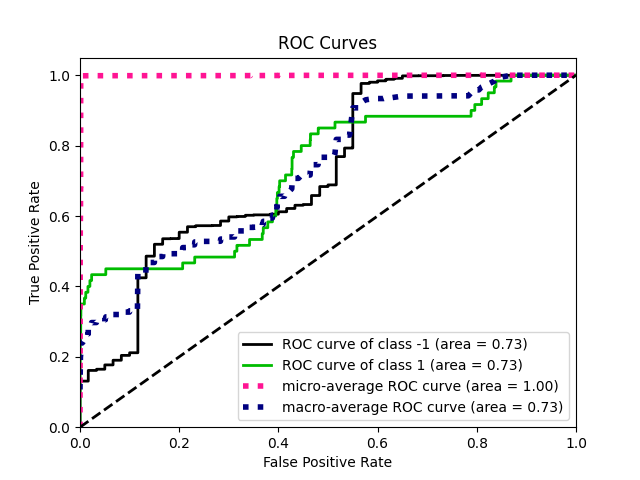 ROC Curves
True Positive Rate
1.0
0.8
0.6
0.4
0.2
0.0
ROC curve of class -1 (area = 0.73)
ROC curve of class 1 (area = 0.73)
micro-average ROC curve (area = 1.00)
macro-average ROC curve (area = 0.73)
0.0 0.2 0.4 0.6 0.8 1.0
False Positive Rate